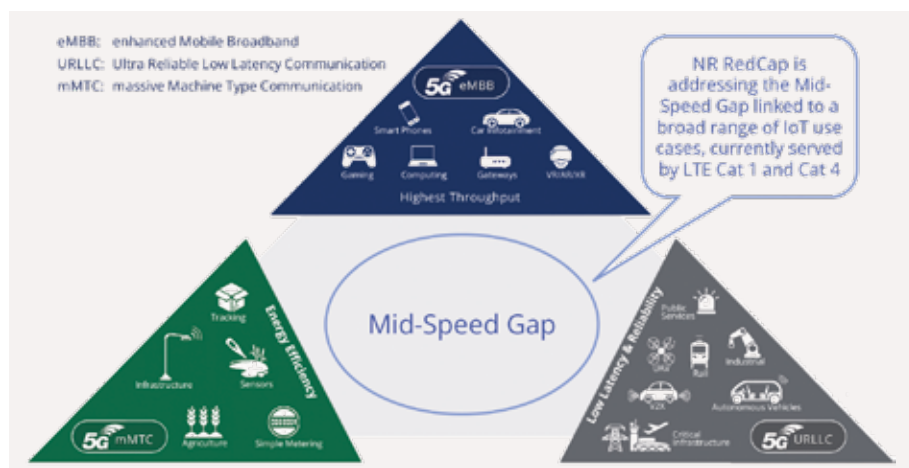 eMBB: enhanced Mobile Broadband
URLLC: Ultra Reliable Low Latency Communication
mMTC: massive Machine Type Communication
5G eMBB
Smart Phones
Car Infotainment
Gaming
Computing
Gateways
VR/AR/XR
Highest Throughput
NR RedCap is
addressing the Mid-
Speed Gap linked to a
broad range of IoT use
cases, currently served
by LTE Cat 1 and Cat 4
Mid-Speed Gap
Tracking
Energy Efficiency
Infrastructure
Sensors
5G mMTC
Agriculture
Simple Metering
Low Latency & Reliability
Public
Services
Rail
Industrial
V2X
Autonomous Vehicles
Critical
Infrastructure
5G URLLC